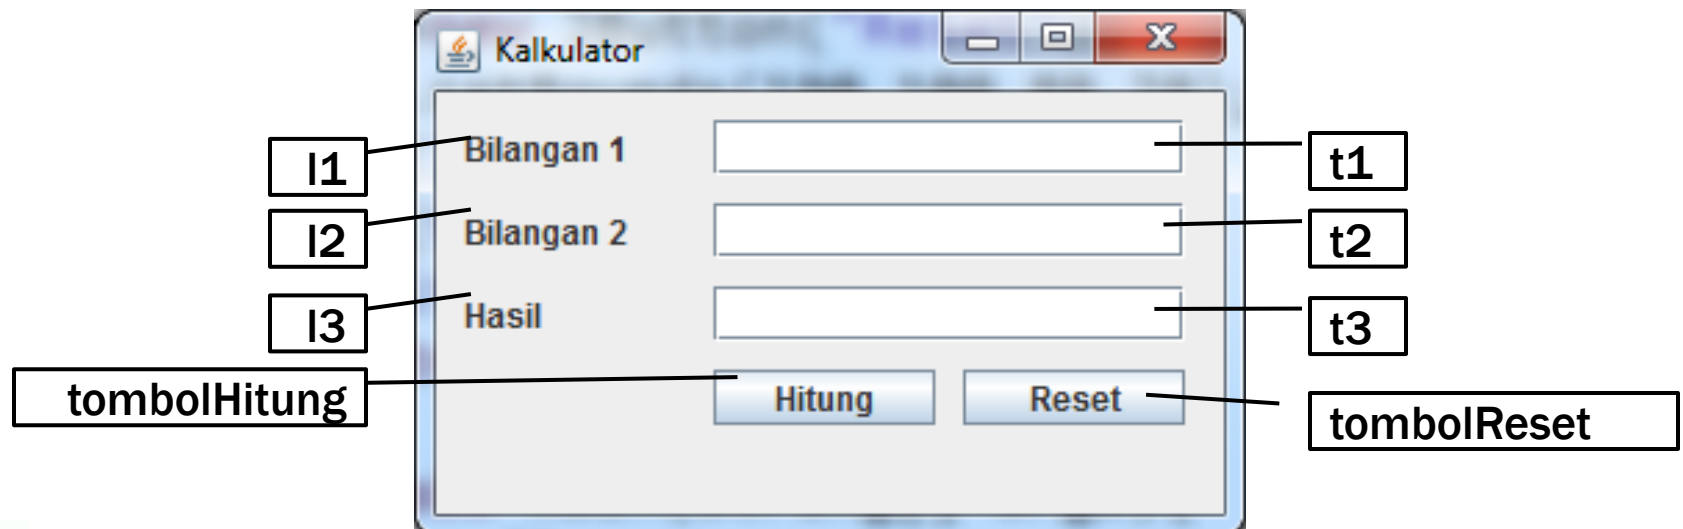 Kalkulator
l1
Bilangan 1
t1
l2
Bilangan 2
t2
l3
Hasil
t3
tombolHitung
Hitung
Reset
tombolReset